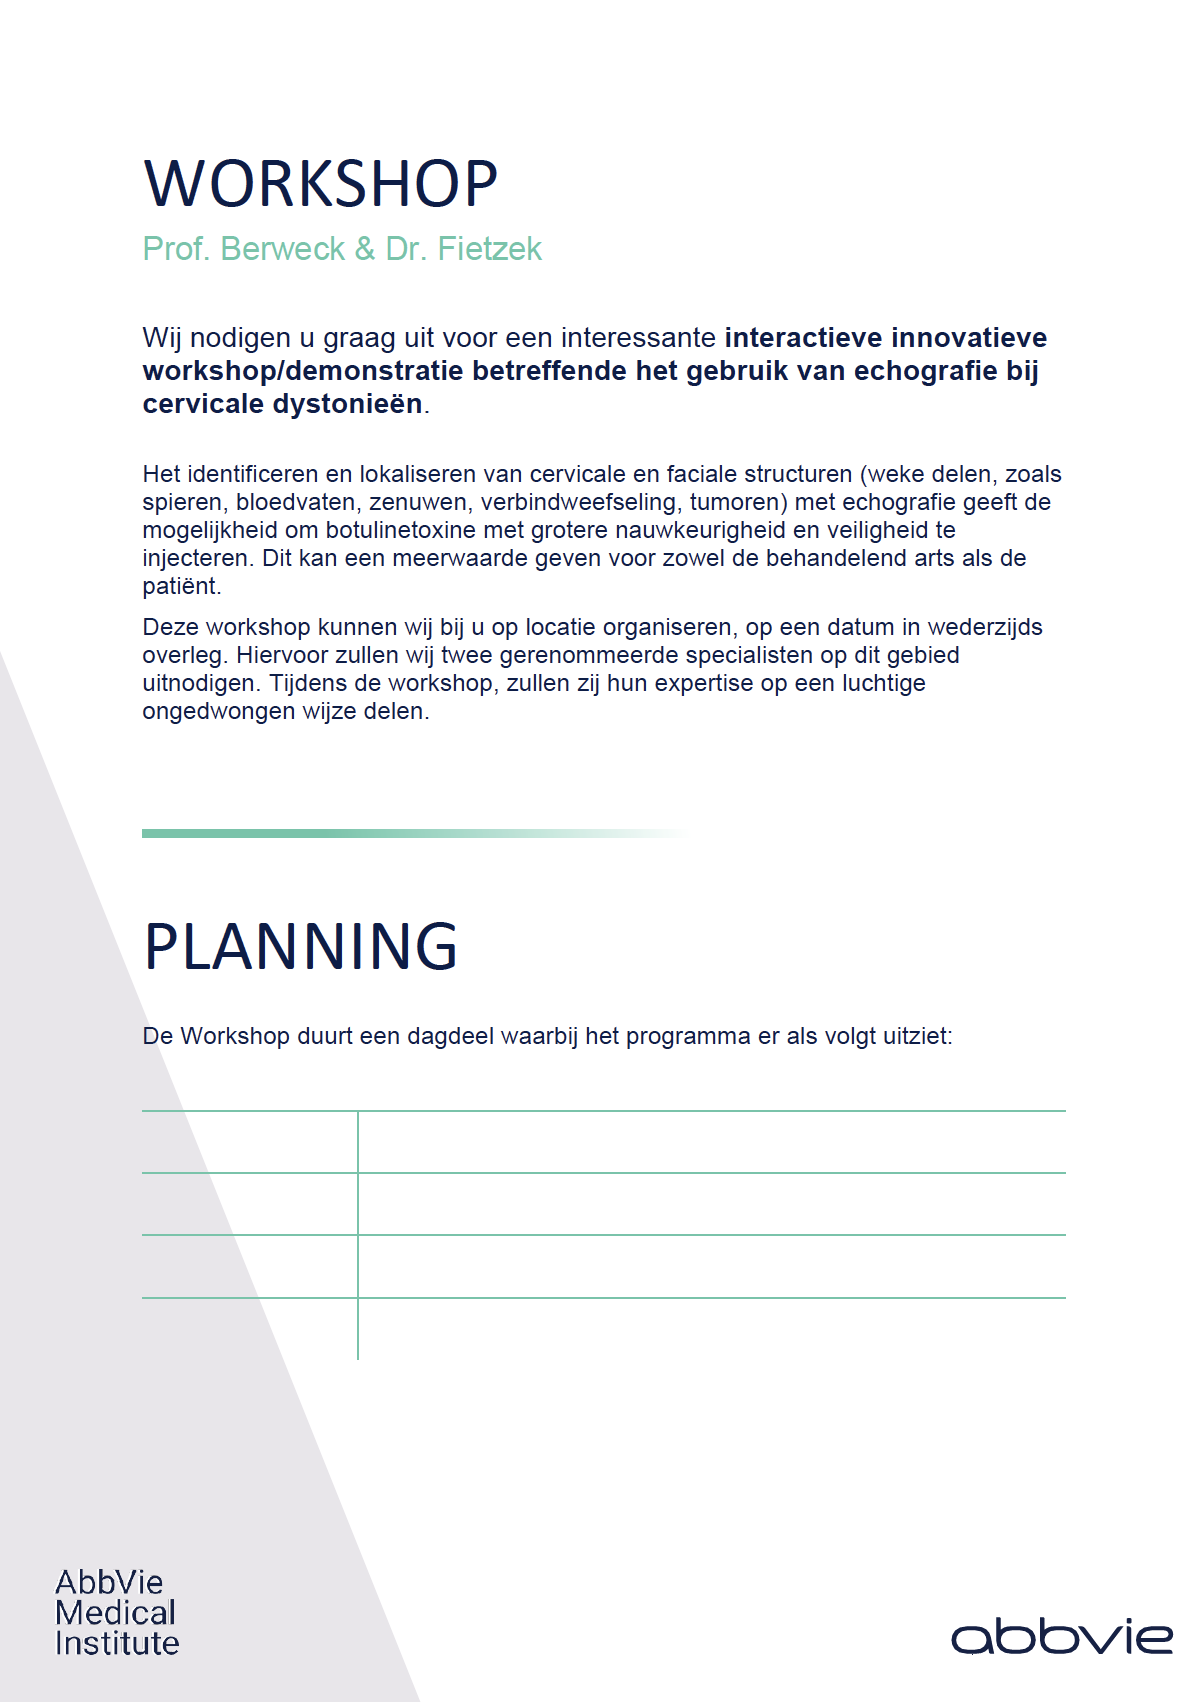 WORKSHOP
Prof. Berweck & Dr. Fietzek
Wij nodigen u graag uit voor een interessante interactieve innovatieve
workshop/demonstratie betreffende het gebruik van echografie bij
cervicale dystonieën.
Het identificeren en lokaliseren van cervicale en faciale structuren (weke delen, zoals
spieren, bloedvaten, zenuwen, verbindweefseling, tumoren) met echografie geeft de
mogelijkheid om botulinetoxine met grotere nauwkeurigheid en veiligheid te
injecteren. Dit kan een meerwaarde geven voor zowel de behandelend arts als de
patiënt.
Deze workshop kunnen wij bij u op locatie organiseren, op een datum in wederzijds
overleg. Hiervoor zullen wij twee gerenommeerde specialisten op dit gebied
uitnodigen. Tijdens de workshop, zullen zij hun expertise op een luchtige
ongedwongen wijze delen.
PLANNING
De Workshop duurt een dagdeel waarbij het programma er als volgt uitziet:
AbbVie
Medical
Institute
abbvie